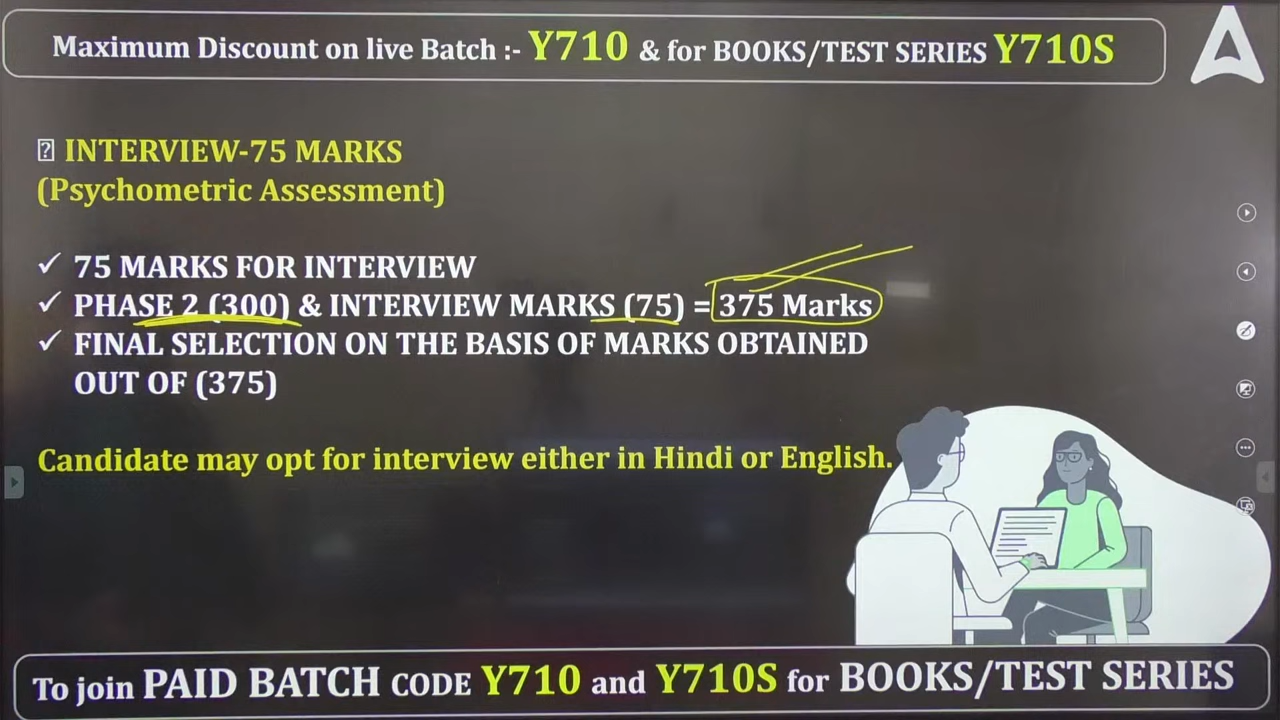 Maximum Discount on live Batch :- Y710 & for BOOKS/TEST SERIES Y710S
INTERVIEW-75 MARKS
(Psychometric Assessment)
✓ 75 MARKS FOR INTERVIEW
✓ PHASE 2 (300) & INTERVIEW MARKS (75) = 375 Marks
✓ FINAL SELECTION ON THE BASIS OF MARKS OBTAINED
OUT OF (375)
Candidate may opt for interview either in Hindi or English.
To join PAID BATCH CODE Y710 and Y710S for BOOKS/TEST SERIES